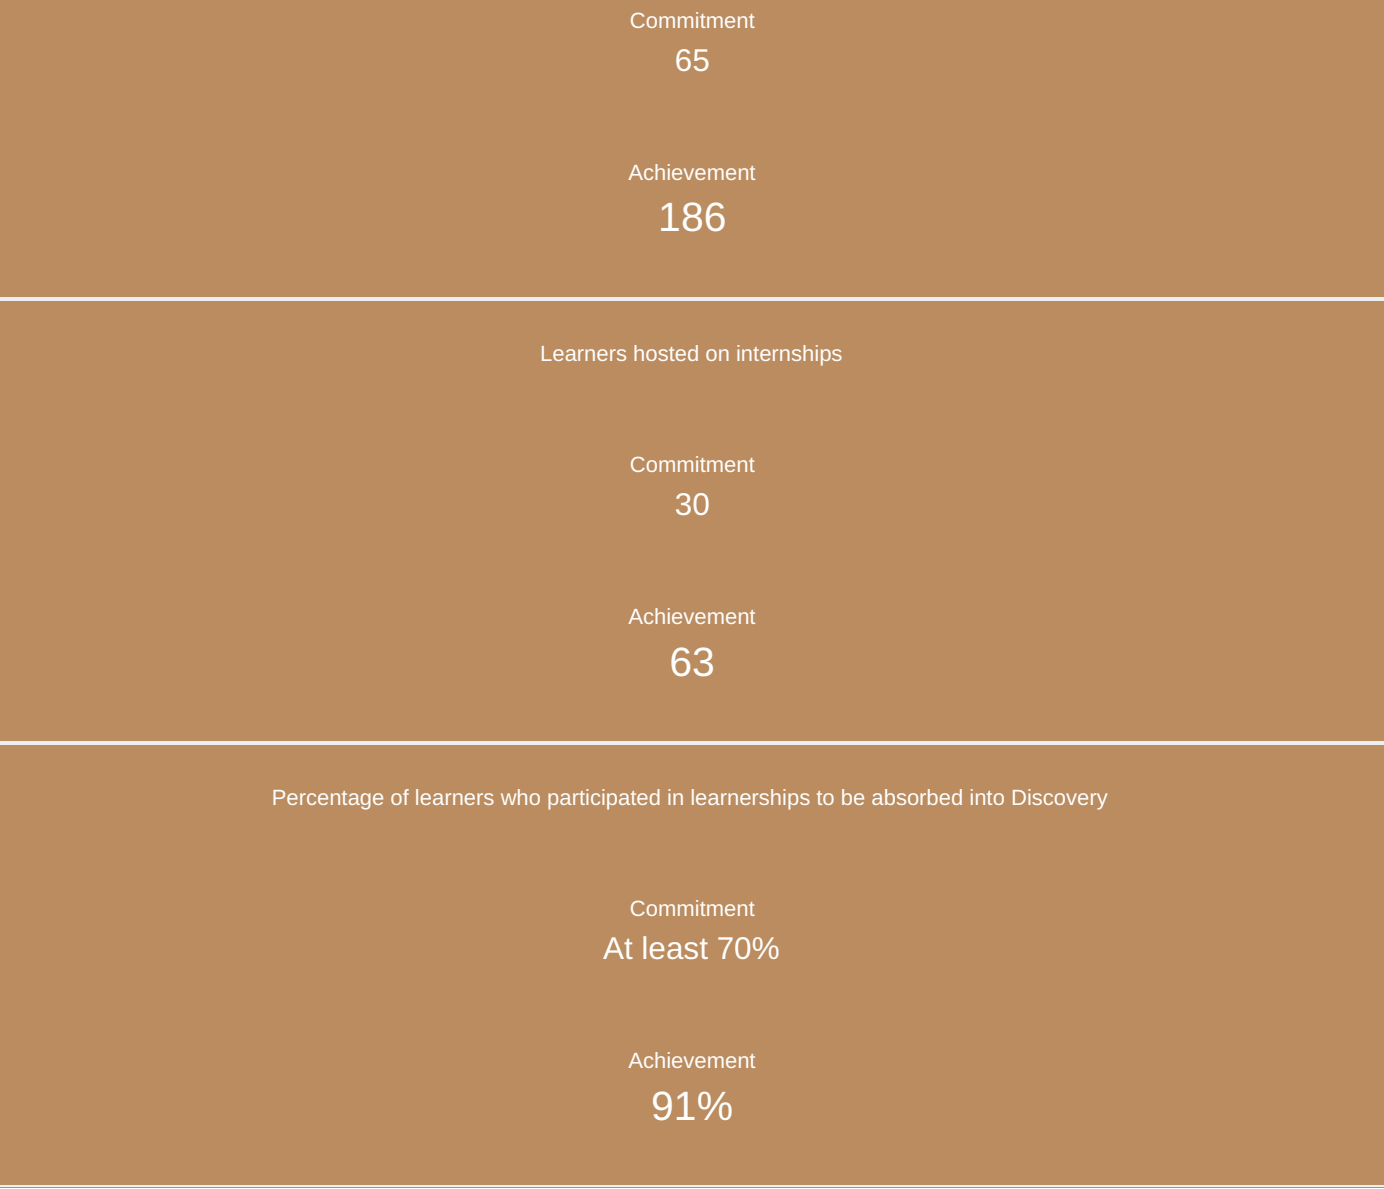 Commitment
65
Achievement
186
Learners hosted on internships
Commitment
30
Achievement
63
Percentage of learners who participated in learnerships to be absorbed into Discovery
Commitment
At least 70%
Achievement
91%